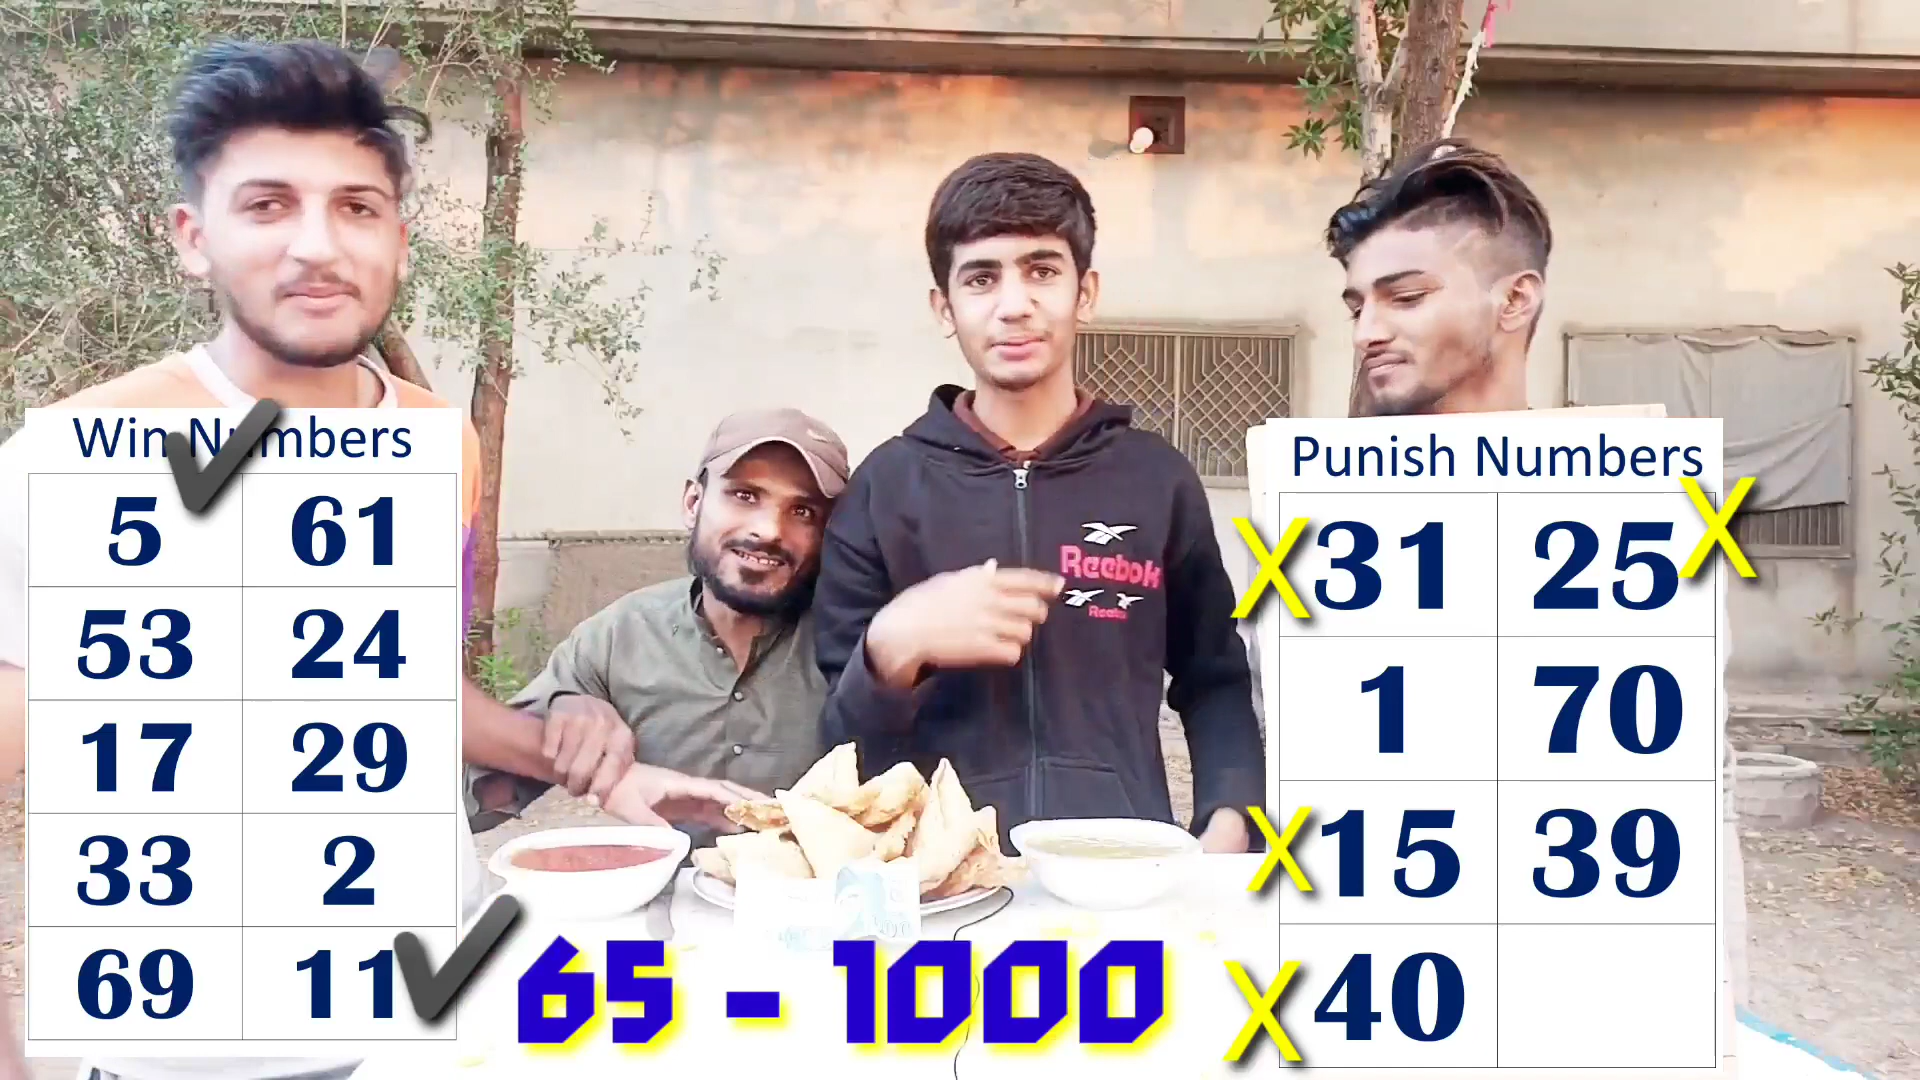 Win Numbers
5 61
53 24
17 29
33 2
69 11
Reebok
Punish Numbers
X 31 25 X
1 70
X 15 39
X 40
65 - 1000